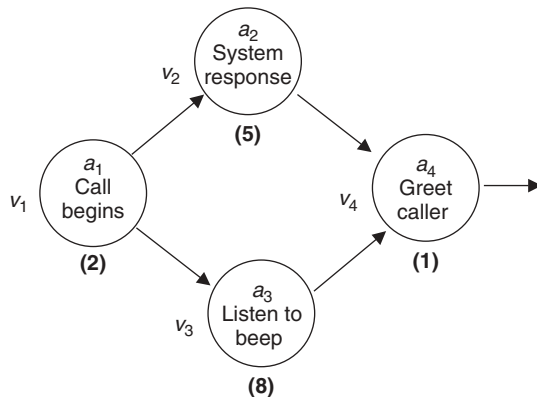 v1
a1
Call
begins
(2)
v2
a2
System
response
(5)
v3
a3
Listen to
beep
(8)
v4
a4
Greet
caller
(1)